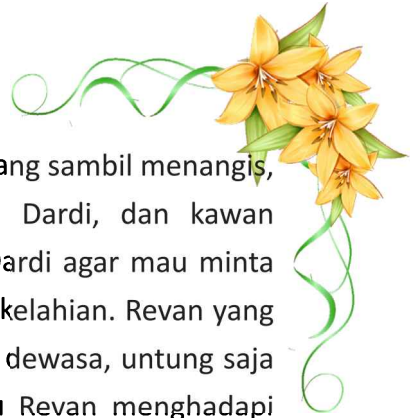 ang sambil menangis,
Dardi, dan kawan
ardi agar mau minta
kelahian. Revan yang
dewasa, untung saja
Revan menghadapi